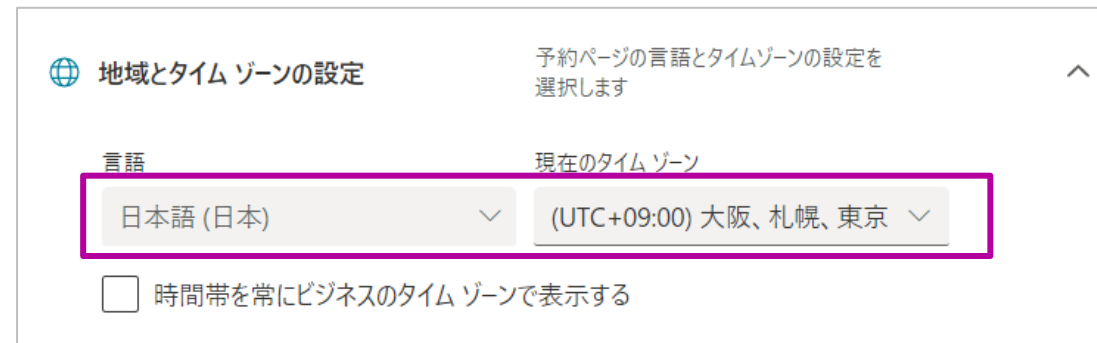 地域とタイム ゾーンの設定
予約ページの言語とタイムゾーンの設定を
選択します
言語
現在のタイム ゾーン
日本語 (日本)
(UTC+09:00) 大阪、札幌、東京
時間帯を常にビジネスのタイム ゾーンで表示する